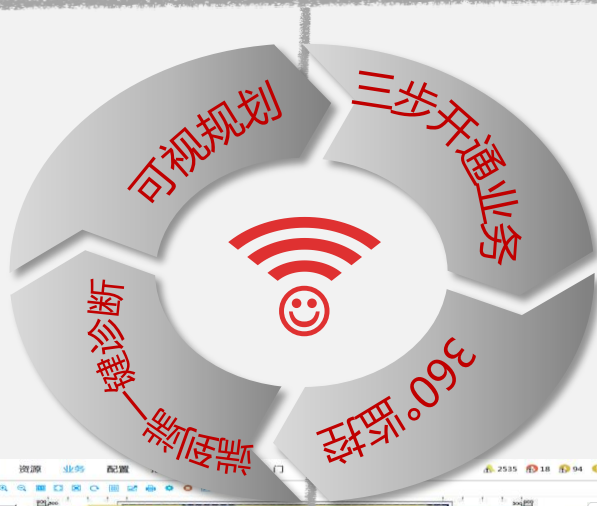 可视规划
三步开通业务
360°监控
端到端一键诊断
资源 业务 配置 门
2535 18 94